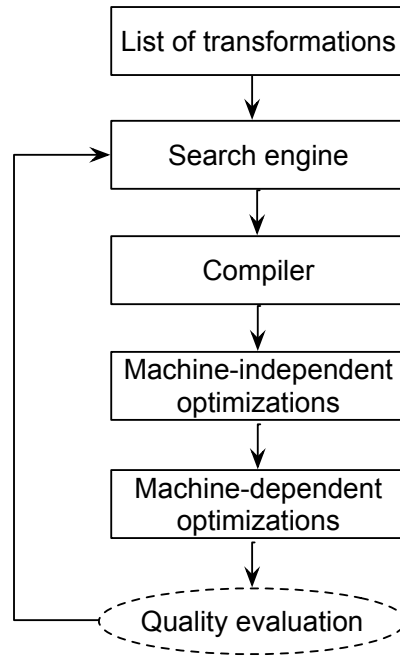 List of transformations
Search engine
Compiler
Machine-independent
optimizations
Machine-dependent
optimizations
Quality evaluation